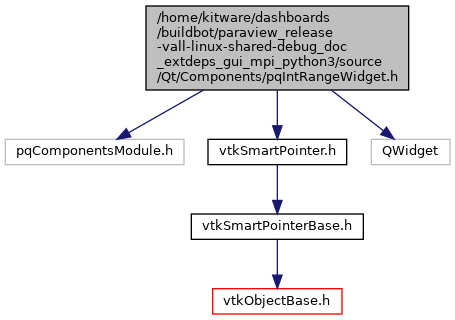 /home/kitware/dashboards
/buildbot/paraview_release
-vall-linux-shared-debug_doc
_extdeps_gui_mpi_python3/source
/Qt/Components/pqIntRangeWidget.h
pqComponentsModule.h
vtkSmartPointer.h
QWidget
vtkSmartPointerBase.h
vtkObjectBase.h